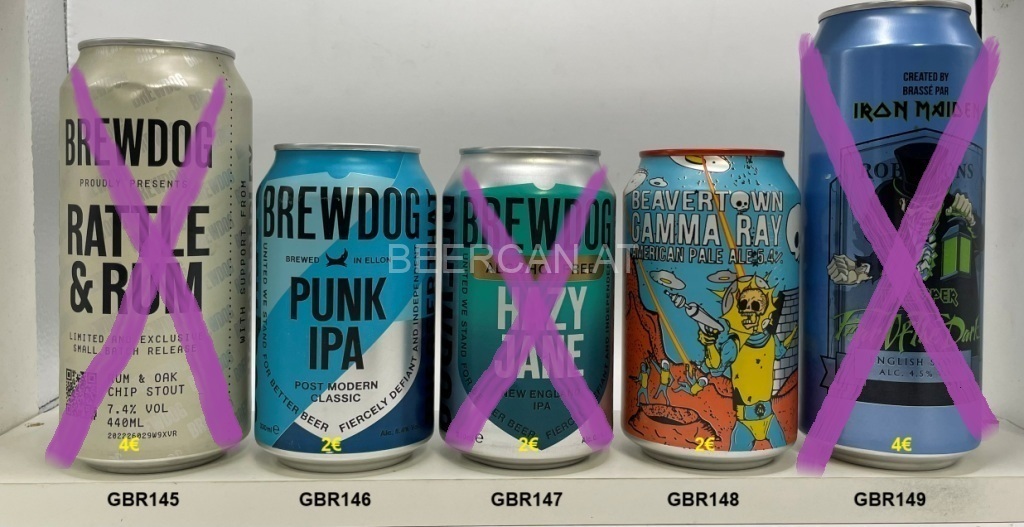 BREWDOG
PROUDLY PRESENTS
RATTLE
& RUM
LIMITED AND EXCLUSIVE
SMALL BATCH RELEASE
RUM & OAK
CHIP STOUT
7.4% VOL
440ML
202226029W9XVR
WITH SUPPORT FROM
4€
GBR145
BREWDOG
BREWED IN ELLON
PUNK
IPA
POST MODERN
CLASSIC
UNITED WE STAND FOR BETTER BEER FIERCELY DEFIANT AND INDEPENDENT
2€
GBR146
BREWDOG
HAZY
JANE
NEW ENGLAND
IPA
2€
GBR147
BEAVERTOWN
GAMMA RAY
AMERICAN PALE ALE 5.4%
2€
GBR148
CREATED BY
BRASSÉ PAR
IRON MAIDEN
ROBINSONS
ENGLISH
ALC. 4.5%
4€
GBR149
BEERCAN.AT